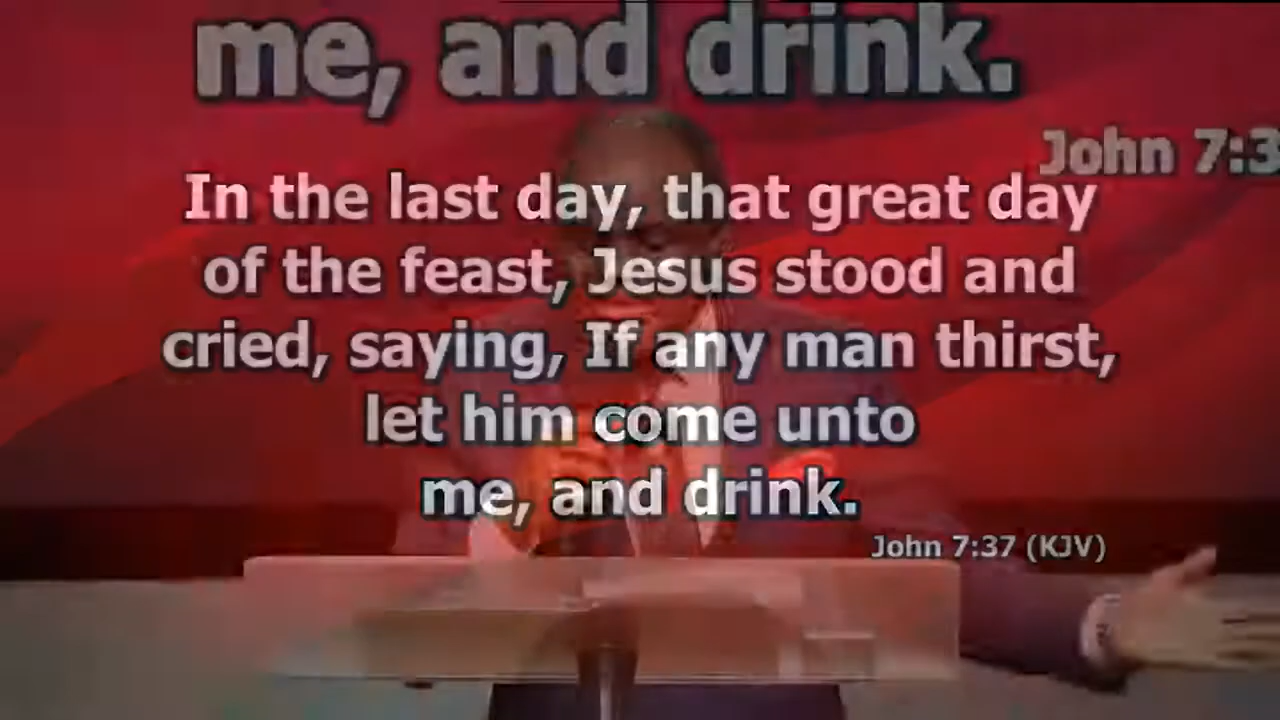 me, and drink.
John 7:3
In the last day, that great day
of the feast, Jesus stood and
cried, saying, If any man thirst,
let him come unto
me, and drink.
John 7:37 (KJV)